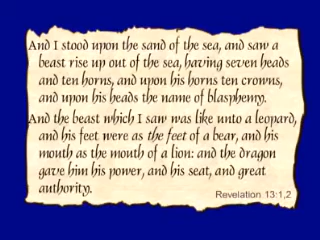 And I stood upon the sand of the sea, and saw a
beast rise up out of the sea, having seven heads
and ten horns, and upon his horns ten crowns,
and upon his heads the name of blasphemy.
And the beast which I saw was like unto a leopard,
and his feet were as the feet of a bear, and his
mouth as the mouth of a lion: and the dragon
gave him his power, and his seat, and great
authority.
Revelation 13:1,2